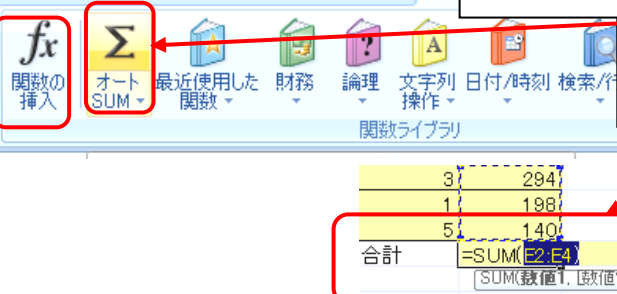 fx
関数の
挿入
Σ
オート
SUM
最近使用した
関数
財務
?
論理
A
文字列
操作
日付/時刻
検索/行
関数ライブラリ
3 294
1 198
5 140
合計 =SUM(E2:E4)
SUM(数値1, [数値